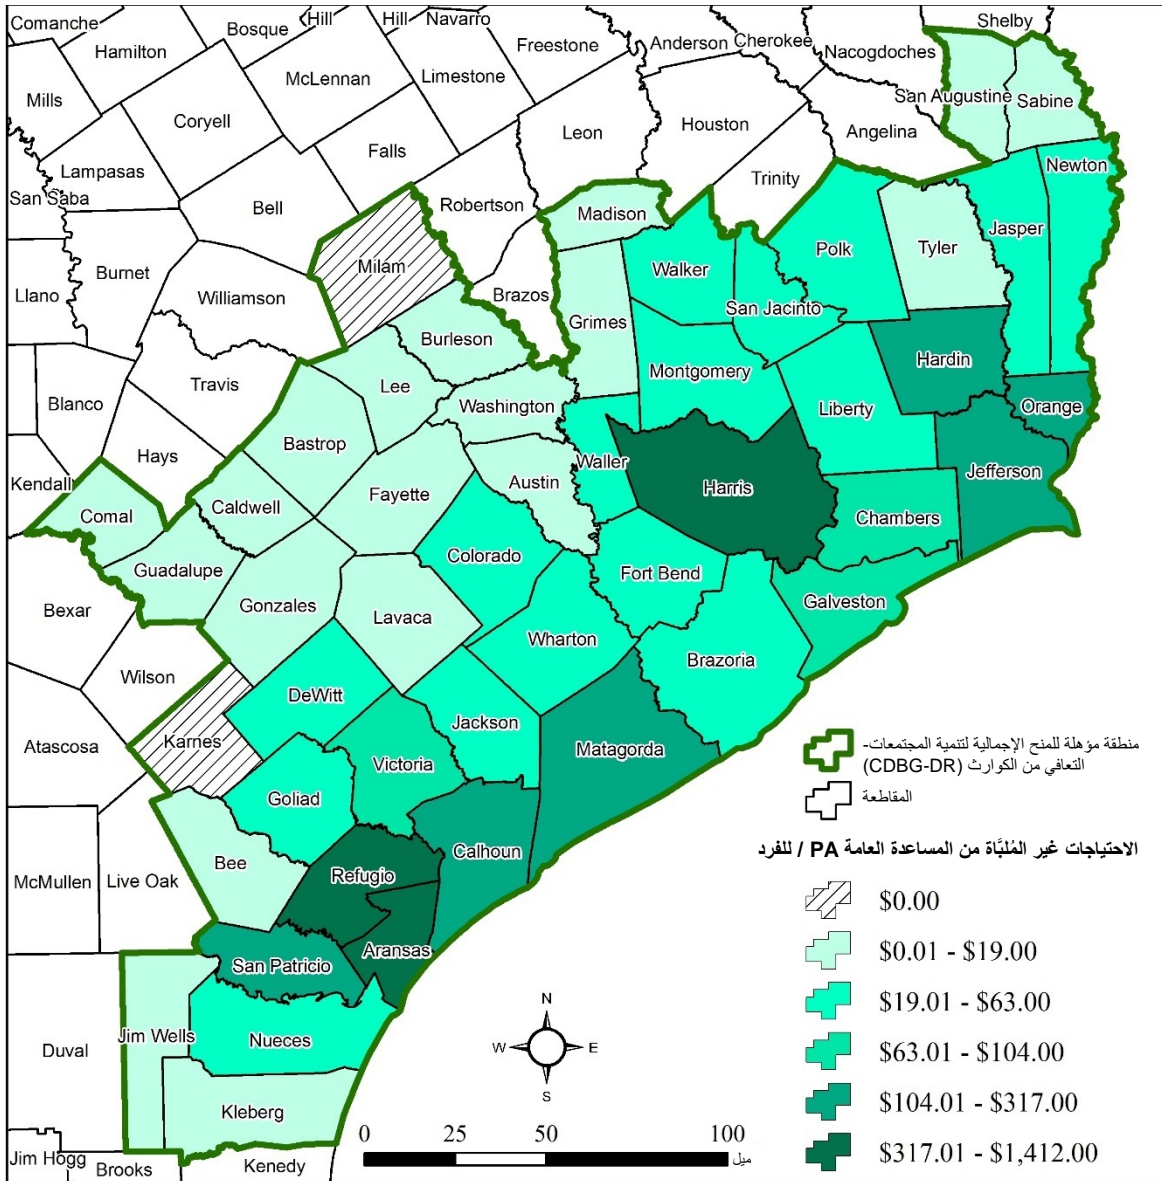 Comanche
Hamilton
Bosque
Hill
Hill
Navarro
Freestone
Anderson
Cherokee
Nacogdoches
Shelby
San Augustine
Sabine
Mills
Coryell
McLennan
Limestone
Leon
Houston
Angelina
Newton
Lampasas
Falls
Trinity
San Saba
Bell
Robertson
Madison
Polk
Tyler
Jasper
Burnet
Milam
Walker
Llano
Williamson
Brazos
San Jacinto
Grimes
Burleson
Hardin
Travis
Lee
Montgomery
Blanco
Washington
Liberty
Orange
Bastrop
Hays
Waller
Jefferson
Kendall
Fayette
Austin
Harris
Comal
Caldwell
Chambers
Colorado
Guadalupe
Fort Bend
Bexar
Gonzales
Lavaca
Galveston
Wharton
Brazoria
Wilson
DeWitt
Atascosa
Karnes
Jackson
Matagorda
Victoria
Goliad
McMullen
Live Oak
Bee
Calhoun
Refugio
Aransas
San Patricio
Duval
Jim Wells
Nueces
Kleberg
Jim Hogg
Brooks
Kenedy
منطقة مؤهلة للمنح الإجمالية لتنمية المجتمعات-
التعافي من الكوارث (CDBG-DR)
المقاطعة
الاحتياجات غير المُلبَّاة من المساعدة العامة PA / للفرد
$0.00
$0.01 - $19.00
$19.01 - $63.00
$63.01 - $104.00
$104.01 - $317.00
$317.01 - $1,412.00
N
W E
S
0 25 50 100
ميل